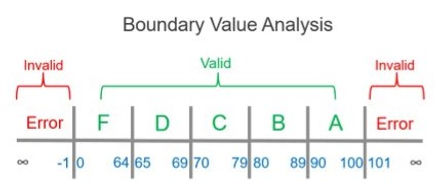 Boundary Value Analysis
Invalid Valid Invalid
Error F D C B A Error
∞ -1 0 64 65 69 70 79 80 89 90 100 101 ∞